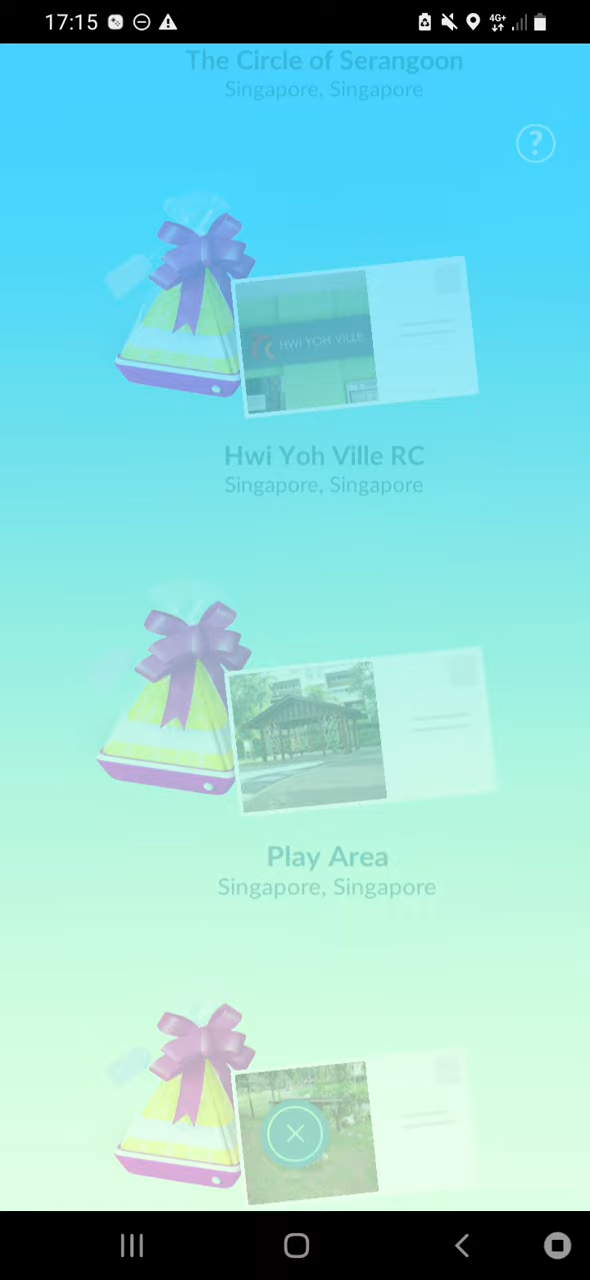 17:15
4G+
The Circle of Serangoon
Singapore, Singapore
?
HWI YOH VILLE
Hwi Yoh Ville RC
Singapore, Singapore
Play Area
Singapore, Singapore